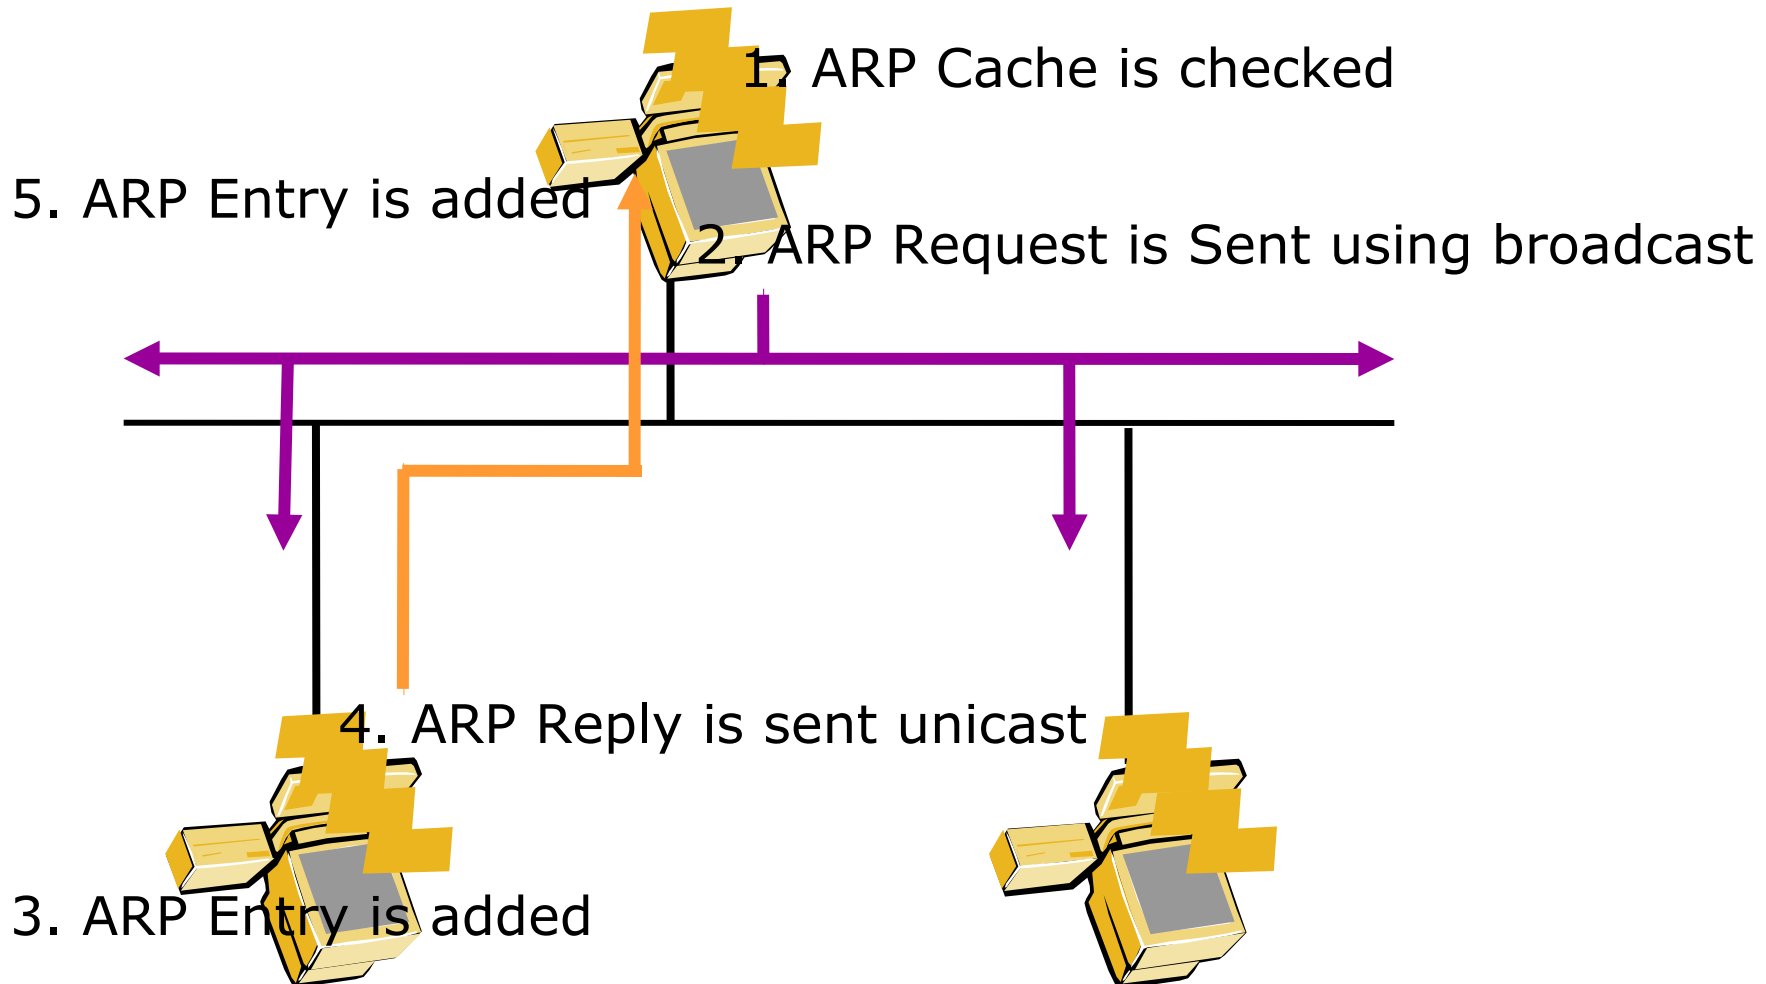 1. ARP Cache is checked
5. ARP Entry is added
2. ARP Request is Sent using broadcast
4. ARP Reply is sent unicast
3. ARP Entry is added